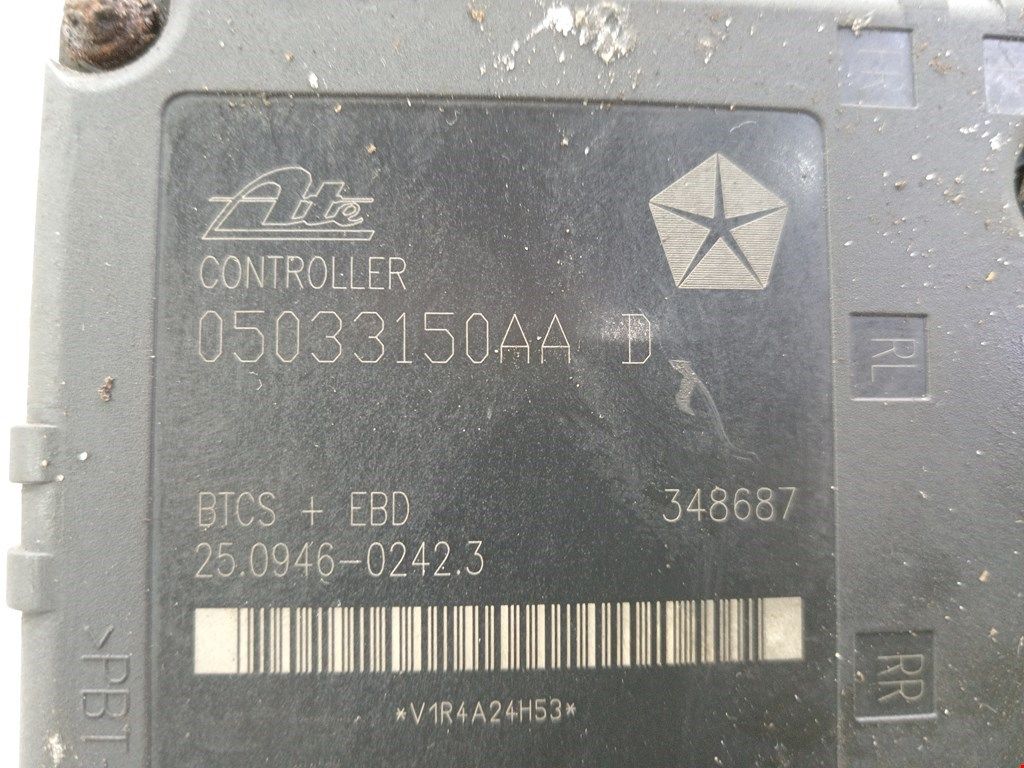 Ate
CONTROLLER
05033150AA D
RL
BTCS + EBD 348687
25.0946-0242.3
RR
*V1R4A24H53*